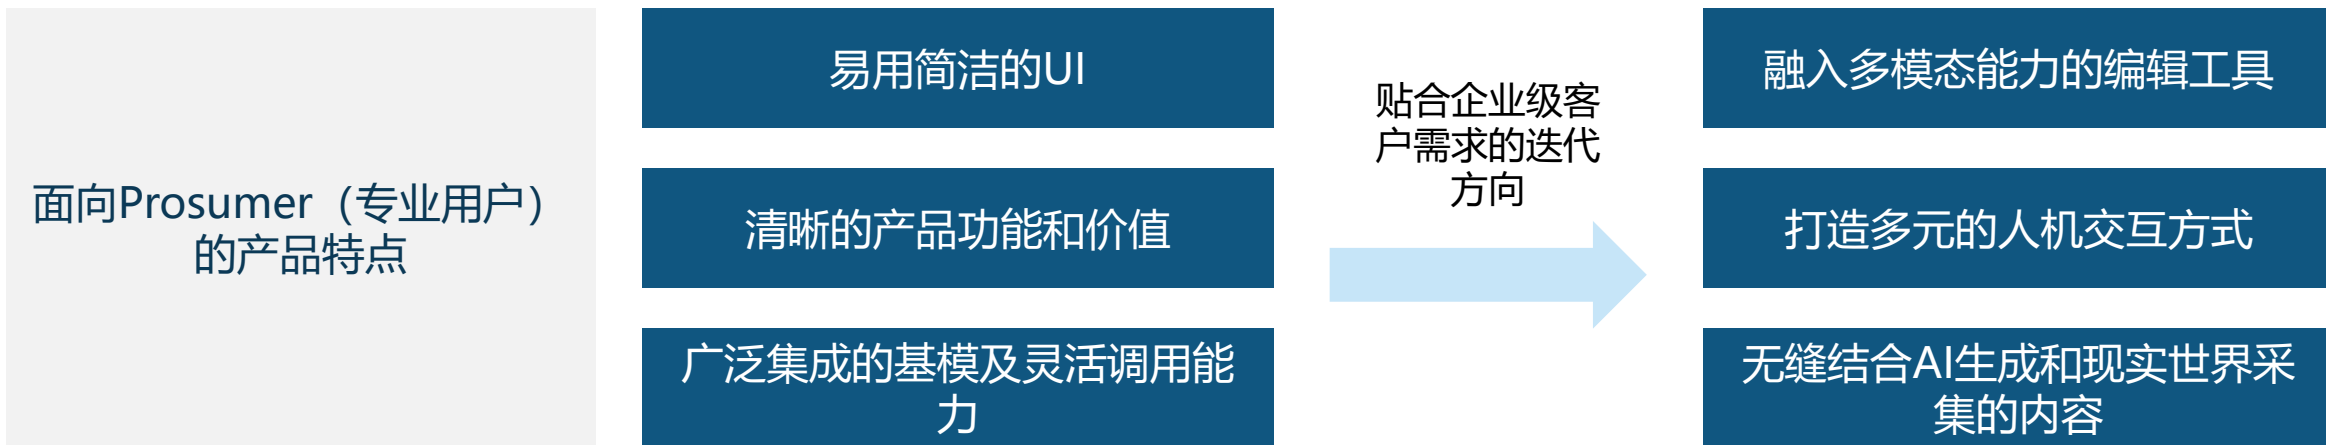 面向Prosumer（专业用户）
的产品特点
易用简洁的UI
清晰的产品功能和价值
广泛集成的基模及灵活调用能
力
贴合企业级客
户需求的迭代
方向
融入多模态能力的编辑工具
打造多元的人机交互方式
无缝结合AI生成和现实世界采
集的内容